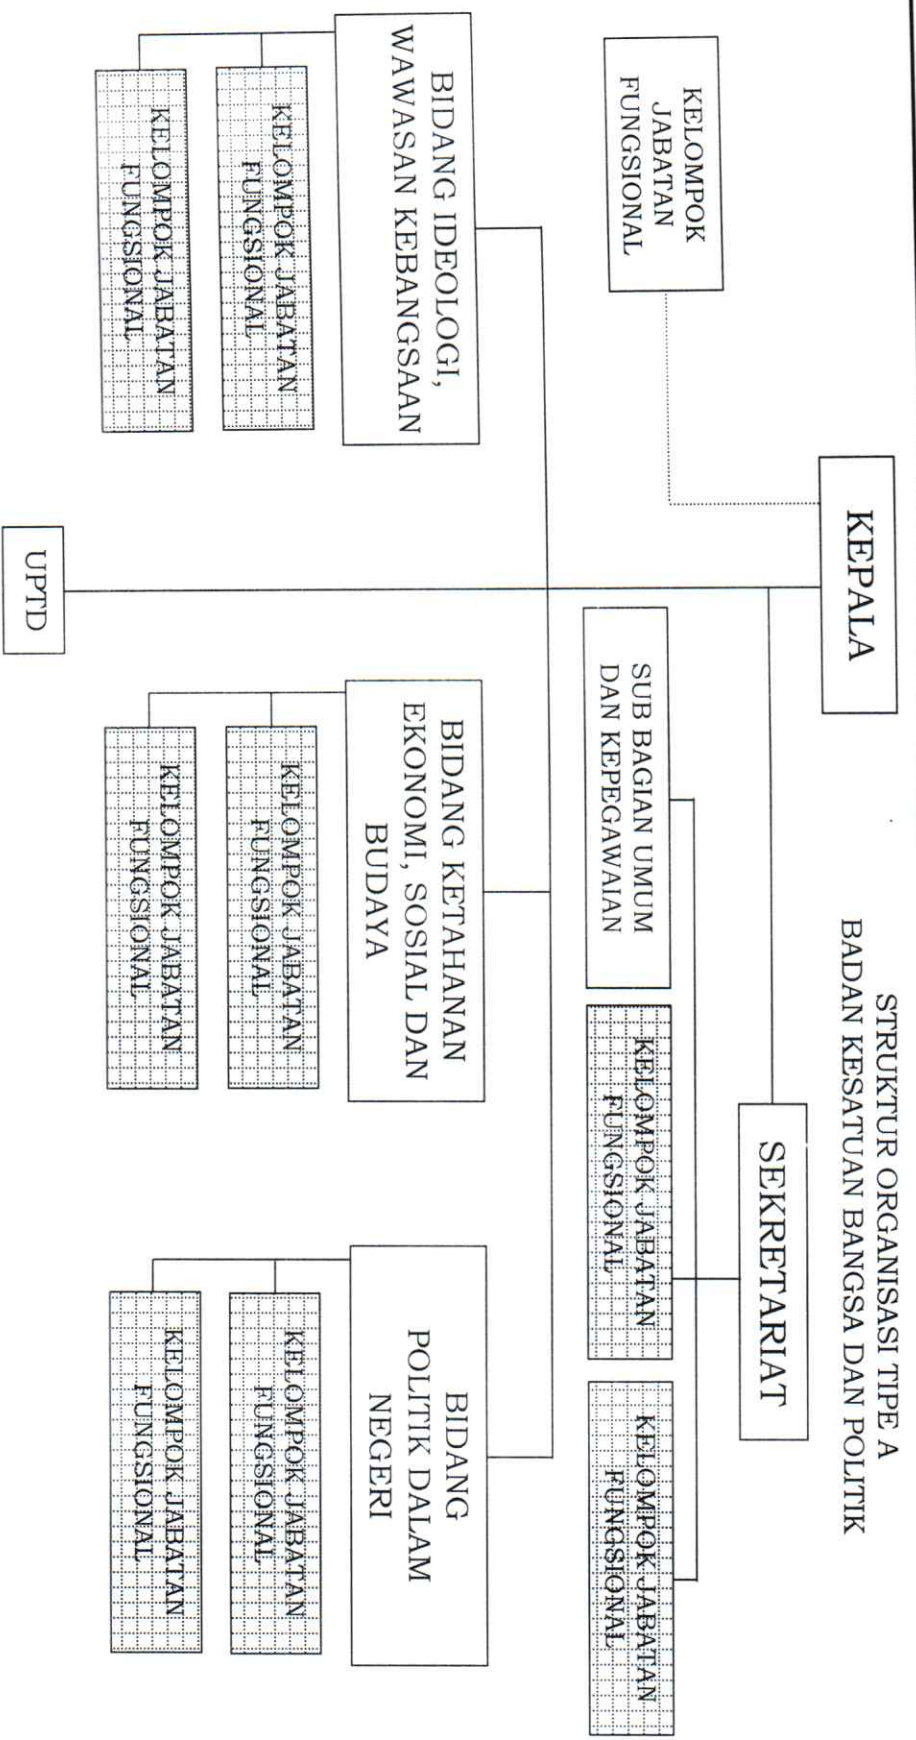 STRUKTUR ORGANISASI TIPE A
BADAN KESATUAN BANGSA DAN POLITIK
KEPALA
SEKRETARIAT
KELOMPOK
JABATAN
FUNGSIONAL
SUB BAGIAN UMUM
DAN KEPEGAWAIAN
KELOMPOK JABATAN
FUNGSIONAL
KELOMPOK JABATAN
FUNGSIONAL
BIDANG IDEOLOGI,
WAWASAN KEBANGSAAN
BIDANG KETAHANAN
EKONOMI, SOSIAL DAN
BUDAYA
BIDANG
POLITIK DALAM
NEGERI
KELOMPOK JABATAN
FUNGSIONAL
KELOMPOK JABATAN
FUNGSIONAL
KELOMPOK JABATAN
FUNGSIONAL
KELOMPOK JABATAN
FUNGSIONAL
KELOMPOK JABATAN
FUNGSIONAL
KELOMPOK JABATAN
FUNGSIONAL
UPTD